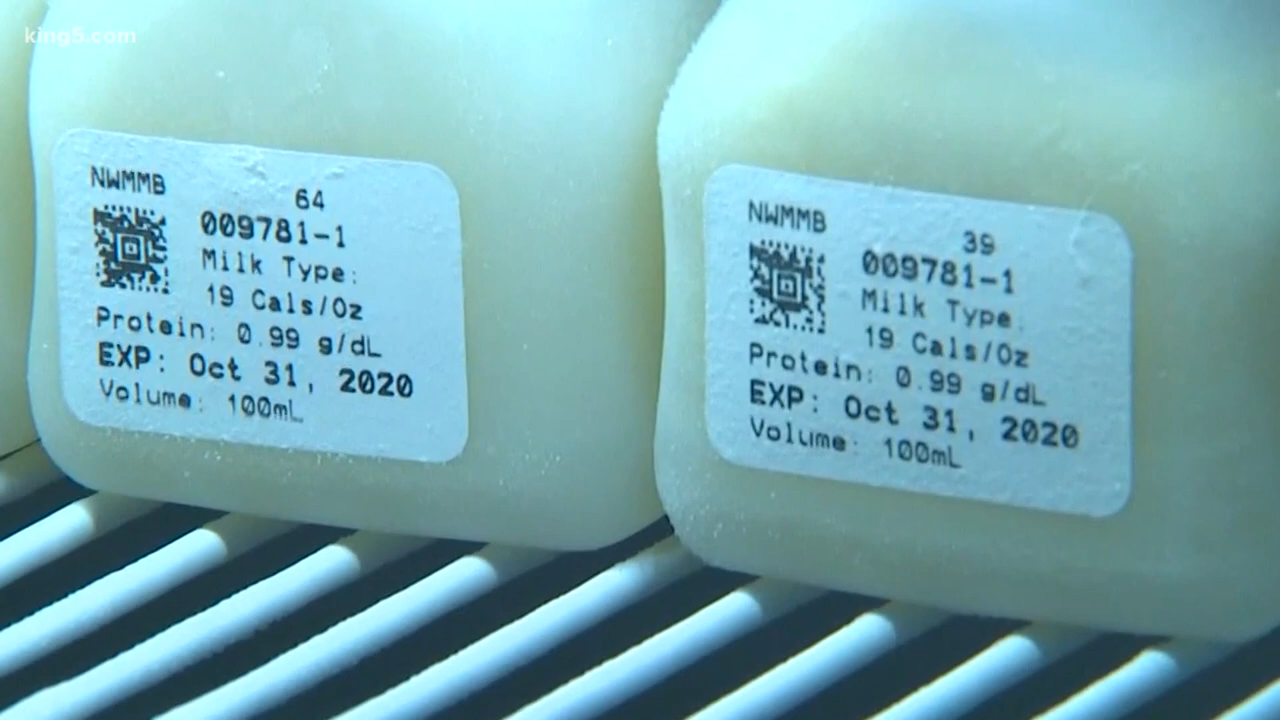 king5.com
NWMMB
64
009781-1
Milk Type:
19 Cals/Oz
Protein: 0.99 g/dL
EXP: Oct 31, 2020
Volume: 100mL
NWMMB
39
009781-1
Milk Type:
19 Cals/Oz
Protein: 0.99 g/dL
EXP: Oct 31, 2020
Volume: 100mL